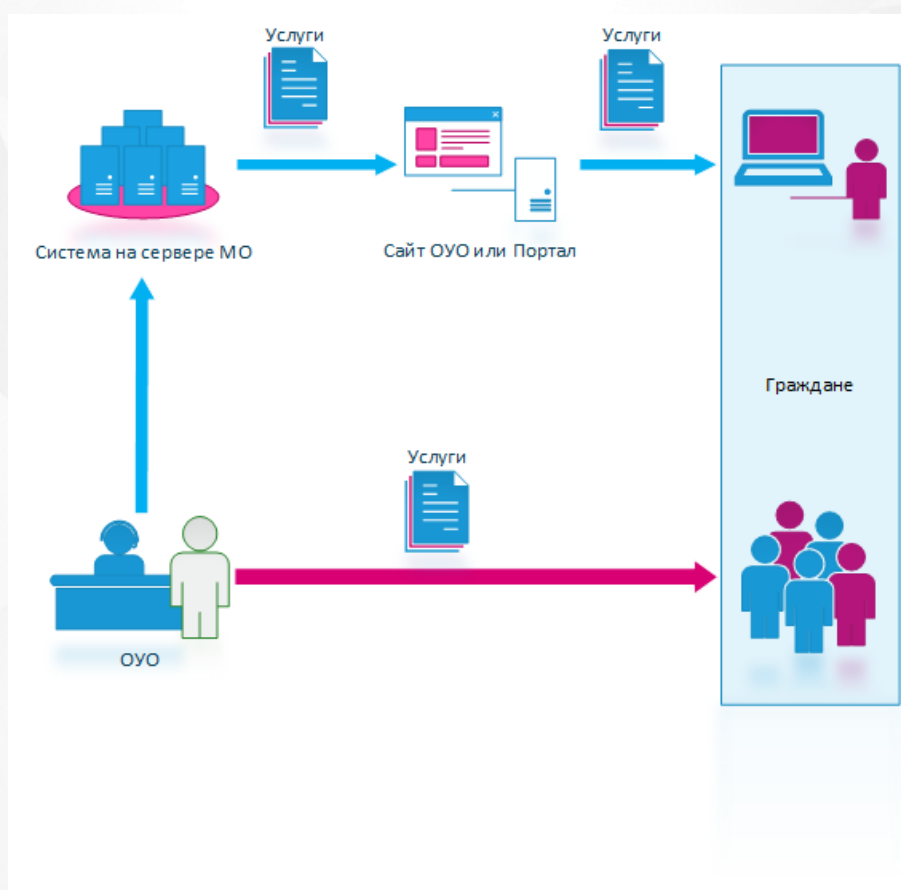 Услуги
Услуги
Система на сервере МО
Сайт ОУО или Портал
Граждане
Услуги
ОУО